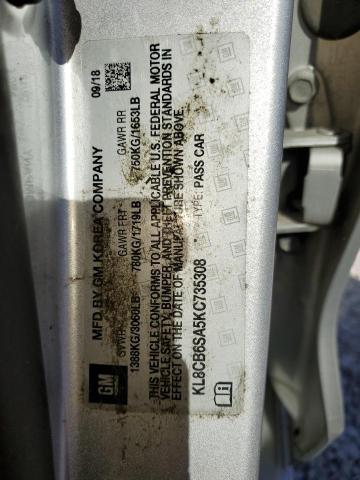 GM
MFD BY GM KOREA COMPANY 09/18
GVWR GAWR FRT GAWR RR
1388KG/3060LB 780KG/1719LB 750KG/1653LB
THIS VEHICLE CONFORMS TO ALL APPLICABLE U.S. FEDERAL MOTOR
VEHICLE SAFETY, BUMPER, AND THEFT PREVENTION STANDARDS IN
EFFECT ON THE DATE OF MANUFACTURE SHOWN ABOVE.
KL8CB6SA5KC735308 TYPE: PASS CAR